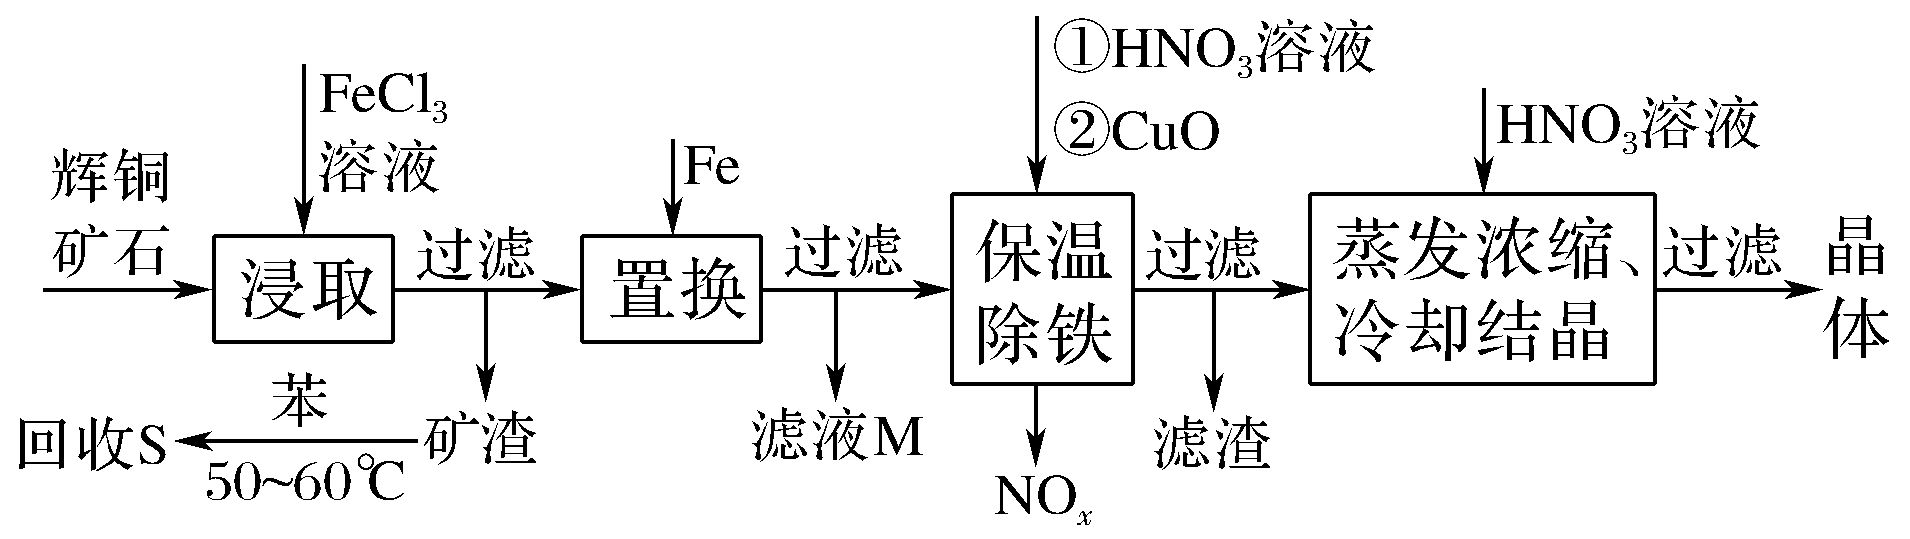 辉铜
矿石
FeCl₃
溶液
浸取
过滤
矿渣
苯
50~60℃
回收S
Fe
置换
过滤
滤液M
①HNO₃溶液
②CuO
保温
除铁
NOₓ
过滤
滤渣
HNO₃溶液
蒸发浓缩、
冷却结晶
过滤
晶
体